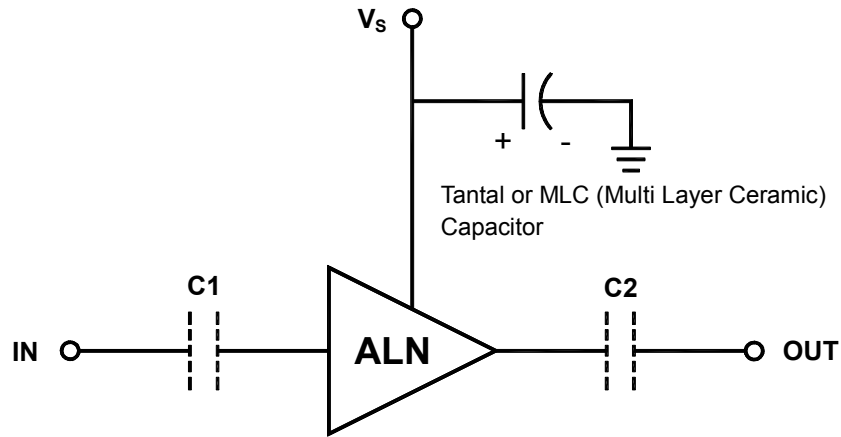 Vs
+ -
Tantal or MLC (Multi Layer Ceramic)
Capacitor
C1
C2
IN
ALN
OUT